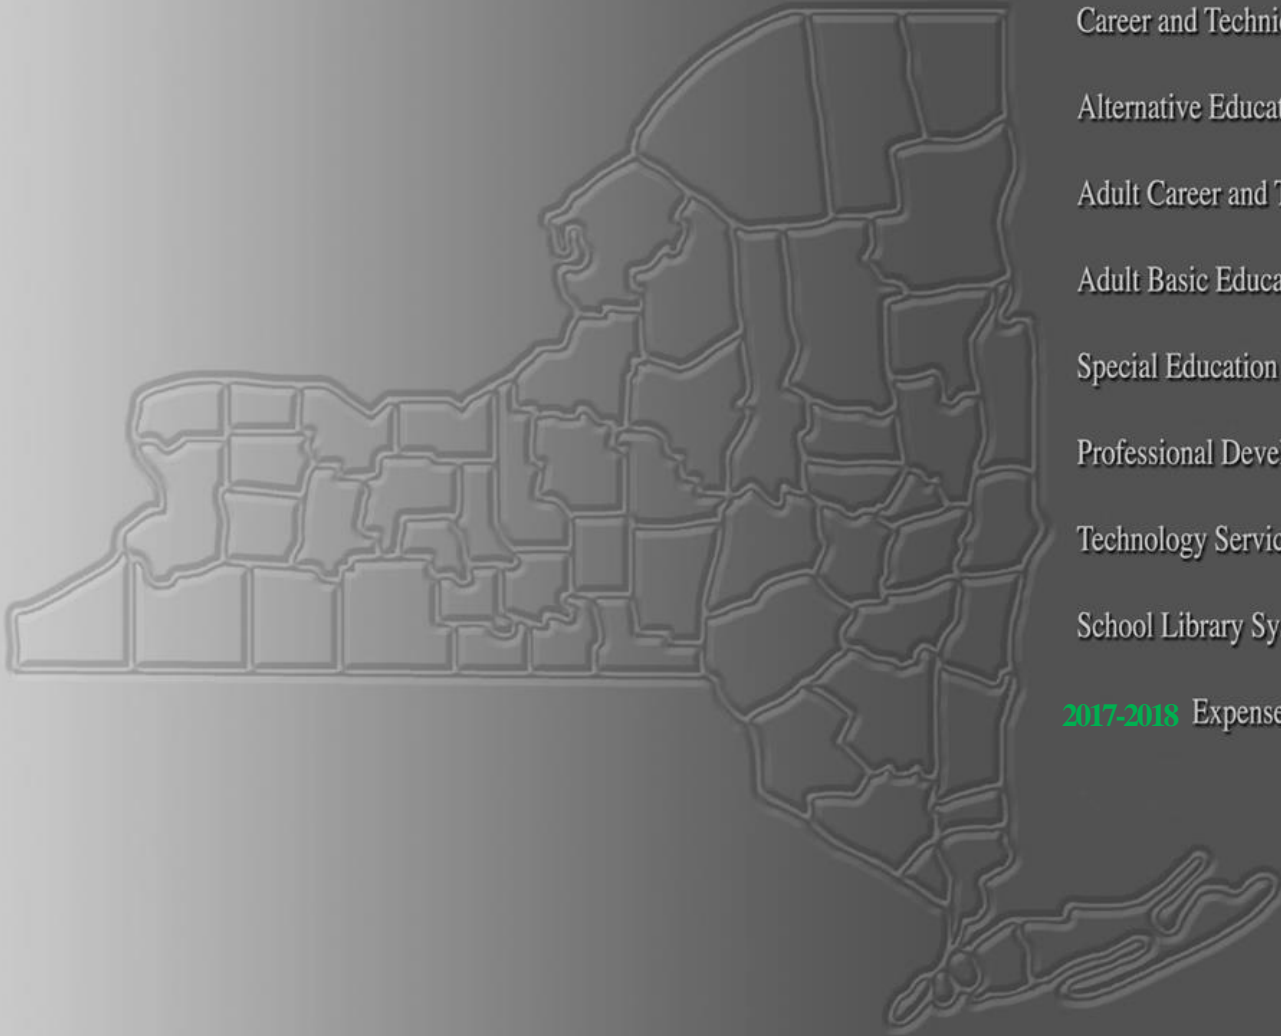 Career and Techni
Alternative Educat
Adult Career and T
Adult Basic Educa
Special Education
Professional Deve
Technology Servic
School Library Sy
2017-2018 Expense